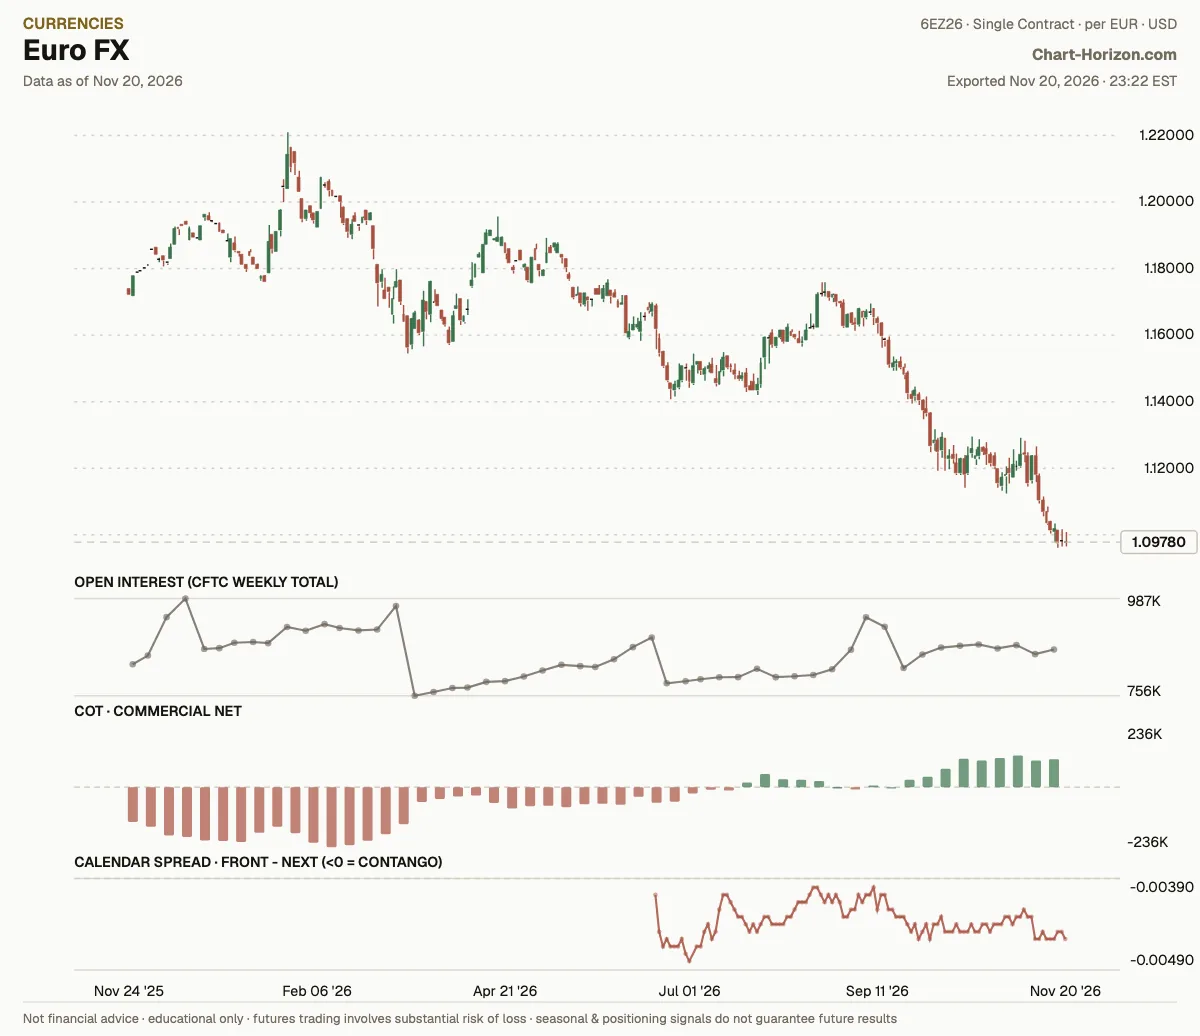 CURRENCIES
6EZ26 · Single Contract · per EUR · USD
Euro FX
Chart-Horizon.com
Data as of Nov 20, 2026
Exported Nov 20, 2026 · 23:22 EST
1.22000
1.20000
1.18000
1.16000
1.14000
1.12000
1.09780
OPEN INTEREST (CFTC WEEKLY TOTAL)
987K
756K
COT · COMMERCIAL NET
236K
-236K
CALENDAR SPREAD · FRONT - NEXT (<0 = CONTANGO)
-0.00390
-0.00490
Nov 24 '25
Feb 06 '26
Apr 21 '26
Jul 01 '26
Sep 11 '26
Nov 20 '26
Not financial advice · educational only · futures trading involves substantial risk of loss · seasonal & positioning signals do not guarantee future results